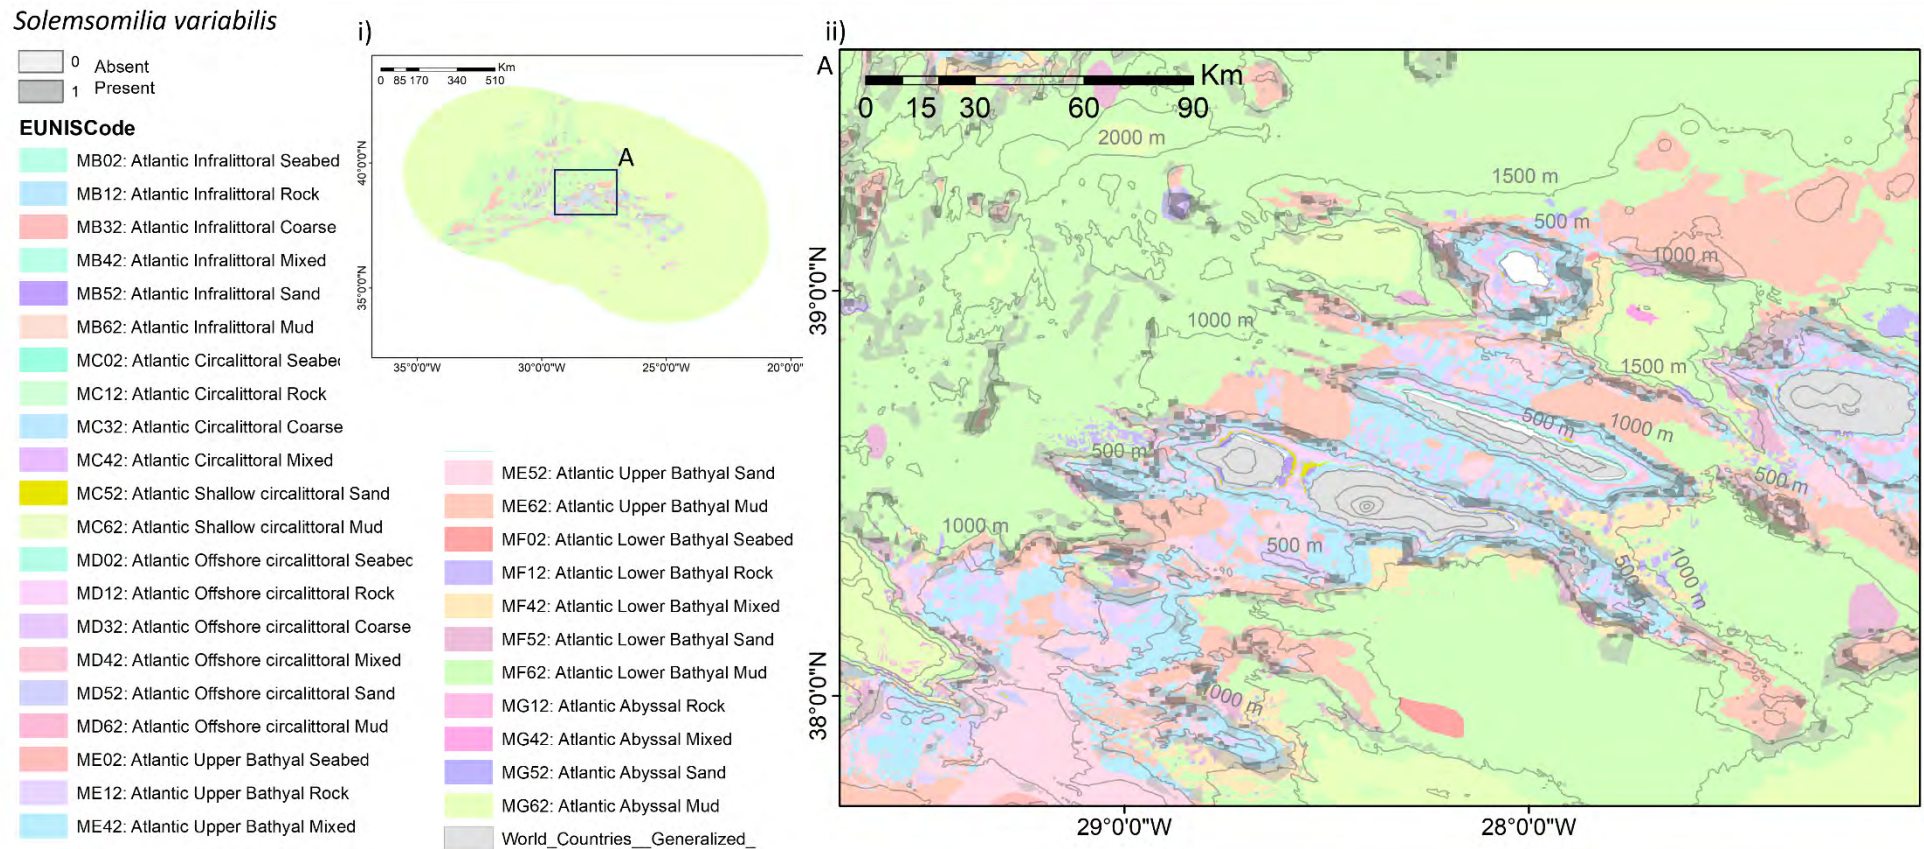 Solemsomilia variabilis
0 Absent
1 Present
EUNISCode
MB02: Atlantic Infralittoral Seabed
MB12: Atlantic Infralittoral Rock
MB32: Atlantic Infralittoral Coarse
MB42: Atlantic Infralittoral Mixed
MB52: Atlantic Infralittoral Sand
MB62: Atlantic Infralittoral Mud
MC02: Atlantic Circalittoral Seabed
MC12: Atlantic Circalittoral Rock
MC32: Atlantic Circalittoral Coarse
MC42: Atlantic Circalittoral Mixed
MC52: Atlantic Shallow circalittoral Sand
MC62: Atlantic Shallow circalittoral Mud
MD02: Atlantic Offshore circalittoral Seabed
MD12: Atlantic Offshore circalittoral Rock
MD32: Atlantic Offshore circalittoral Coarse
MD42: Atlantic Offshore circalittoral Mixed
MD52: Atlantic Offshore circalittoral Sand
MD62: Atlantic Offshore circalittoral Mud
ME02: Atlantic Upper Bathyal Seabed
ME12: Atlantic Upper Bathyal Rock
ME42: Atlantic Upper Bathyal Mixed
ME52: Atlantic Upper Bathyal Sand
ME62: Atlantic Upper Bathyal Mud
MF02: Atlantic Lower Bathyal Seabed
MF12: Atlantic Lower Bathyal Rock
MF42: Atlantic Lower Bathyal Mixed
MF52: Atlantic Lower Bathyal Sand
MF62: Atlantic Lower Bathyal Mud
MG12: Atlantic Abyssal Rock
MG42: Atlantic Abyssal Mixed
MG52: Atlantic Abyssal Sand
MG62: Atlantic Abyssal Mud
World_Countries__Generalized_
i)
Km
0 85 170 340 510
A
40°0'0"N
35°0'0"N
35°0'0"W 30°0'0"W 25°0'0"W 20°0'0"
ii)
A
Km
0 15 30 60 90
2000 m
1500 m
500 m
1000 m
1000 m
1500 m
500 m
1000 m
500 m
500 m
1000 m
500 m
500
1000 m
1000 m
39°0'0"N
38°0'0"N
29°0'0"W 28°0'0"W